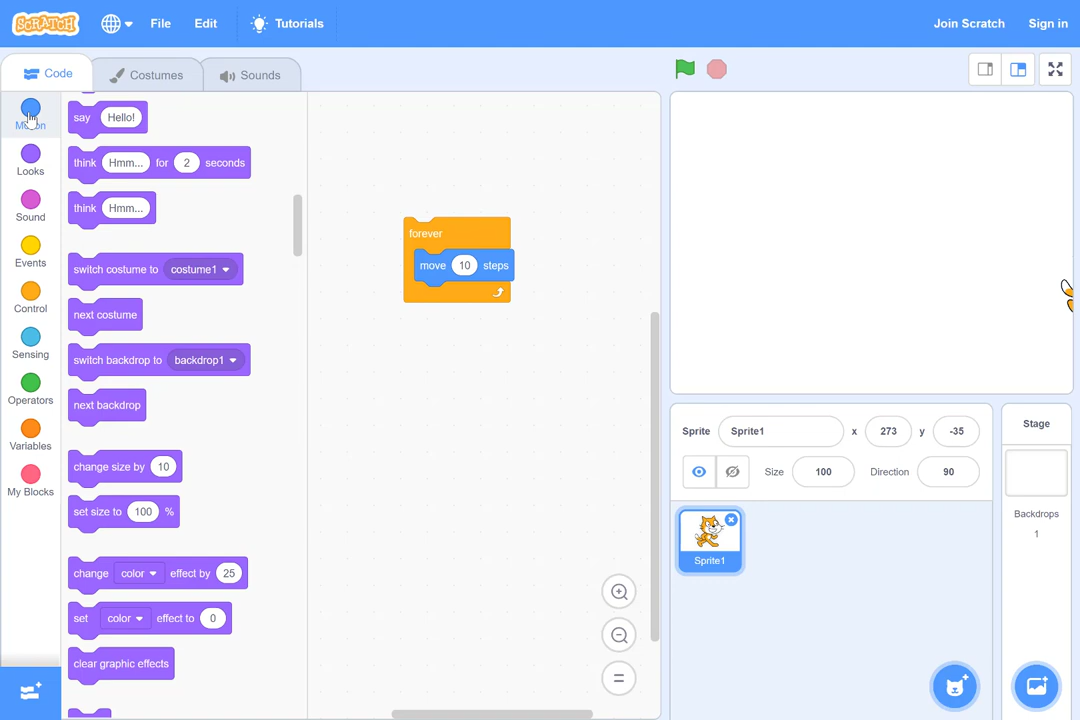 SCRATCH File Edit Tutorials Join Scratch Sign in
Code Costumes Sounds
Motion
Looks
Sound
Events
Control
Sensing
Operators
Variables
My Blocks
say Hello!
think Hmm... for 2 seconds
think Hmm...
switch costume to costume1
next costume
switch backdrop to backdrop1
next backdrop
change size by 10
set size to 100 %
change color effect by 25
set color effect to 0
clear graphic effects
forever
move 10 steps
Sprite Sprite1 x 273 y -35
Size 100 Direction 90
Sprite1
Stage
Backdrops
1